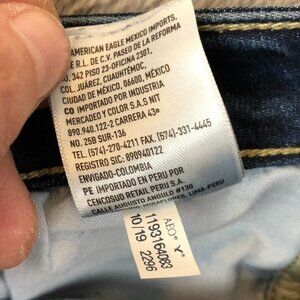 AMERICAN EAGLE MEXICO IMPORTS,
E R.L. DE C.V. PASEO DE LA REFORMA
NO. 342 PISO 23-OFICINA 2301,
COL. JUÁREZ, CUAUHTÉMOC,
CIUDAD DE MÉXICO, 06600, MÉXICO
CO IMPORTADO POR INDUSTRIA
MERCADEO Y COLOR S.A.S NIT
890.940.122-2 CARRERA 43ª
NO. 25B SUR-136
TEL. (574)-270-4211 FAX. (574)-331-4445
REGISTRO SIC: 890940122
ENVIGADO-COLOMBIA
PE IMPORTADO EN PERU POR
CENCOSUD RETAIL PERU S.A.
CALLE AUGUSTO ANGULO #130
MIRAFLORES, LIMA-PERU
AEO® "Y"
1193164083
10/19 2296